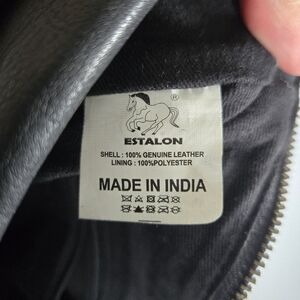 ®
ESTALON
SHELL : 100% GENUINE LEATHER
LINING : 100%POLYESTER
MADE IN INDIA